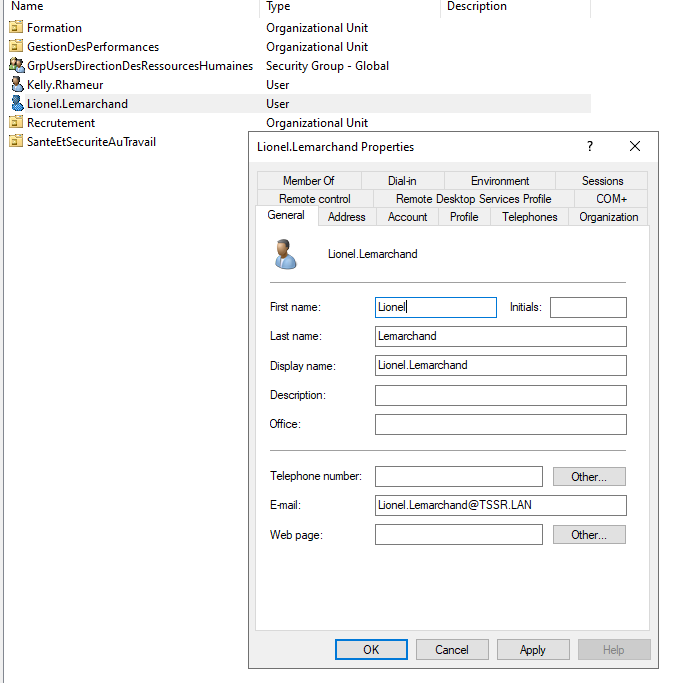 Name Type Description
Formation Organizational Unit
GestionDesPerformances Organizational Unit
GrpUsersDirectionDesRessourcesHumaines Security Group - Global
Kelly.Rhameur User
Lionel.Lemarchand User
Recrutement Organizational Unit
SanteEtSecuriteAuTravail Organizational Unit
Lionel.Lemarchand Properties ?
Member Of Dial-in Environment Sessions
Remote control Remote Desktop Services Profile COM+
General Address Account Profile Telephones Organization
Lionel.Lemarchand
First name: Lionel Initials:
Last name: Lemarchand
Display name: Lionel.Lemarchand
Description:
Office:
Telephone number: Other...
E-mail: Lionel.Lemarchand@TSSR.LAN
Web page: Other...
OK Cancel Apply Help